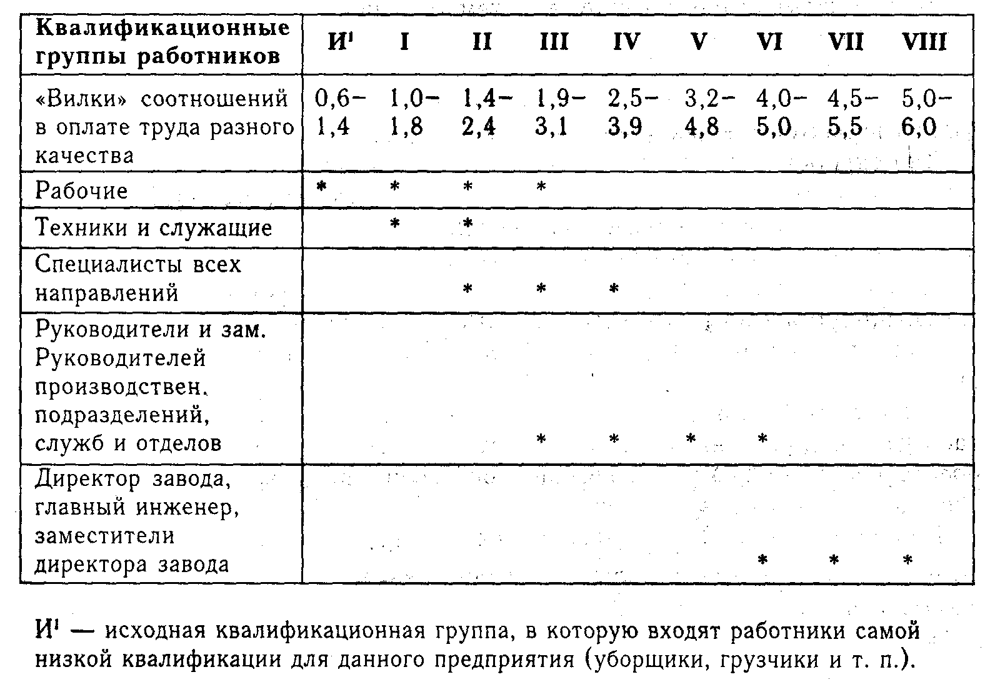 Квалификационные
группы работников
И¹ I II III IV V VI VII VIII
«Вилки» соотношений
в оплате труда разного
качества
0,6– 1,0– 1,4– 1,9– 2,5– 3,2– 4,0– 4,5– 5,0–
1,4 1,8 2,4 3,1 3,9 4,8 5,0 5,5 6,0
Рабочие * * * *
Техники и служащие * *
Специалисты всех
направлений * * *
Руководители и зам.
Руководителей
производствен.
подразделений,
служб и отделов * * * *
Директор завода,
главный инженер,
заместители
директора завода * * *
И¹ — исходная квалификационная группа, в которую входят работники самой
низкой квалификации для данного предприятия (уборщики, грузчики и т. п.).